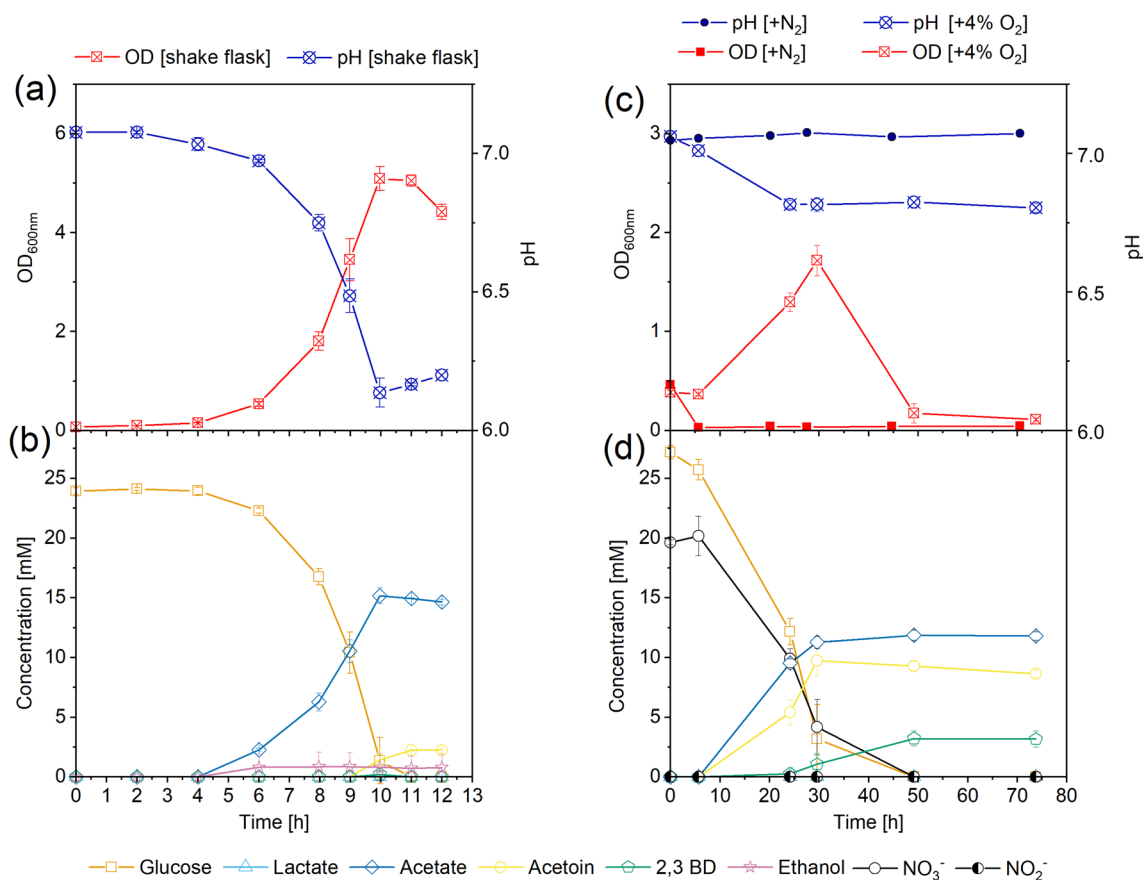 OD [shake flask] pH [shake flask]
pH [+N₂] pH [+4% O₂]
OD [+N₂] OD [+4% O₂]
(a)
6
4
2
0
OD₆₀₀nm
7.0
6.5
6.0
pH
(c)
3
2
1
0
OD₆₀₀nm
7.0
6.5
6.0
pH
(b)
25
20
15
10
5
0
Concentration [mM]
0 1 2 3 4 5 6 7 8 9 10 11 12 13
Time [h]
(d)
25
20
15
10
5
0
Concentration [mM]
0 10 20 30 40 50 60 70 80
Time [h]
Glucose Lactate Acetate Acetoin 2,3 BD Ethanol NO₃⁻ NO₂⁻